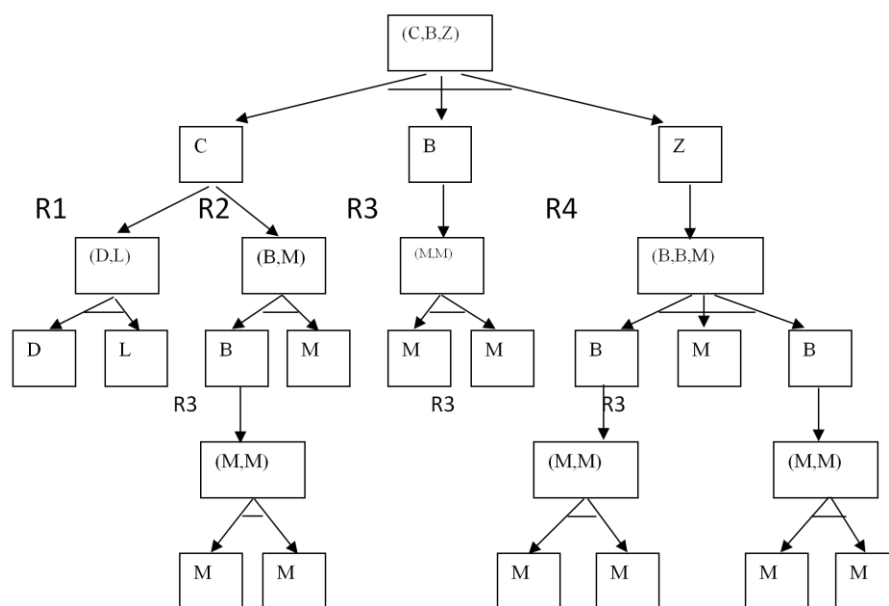 (C,B,Z)
C B Z
R1 R2 R3 R4
(D,L) (B,M) (M,M) (B,B,M)
D L B M M M B M B
R3 R3 R3
(M,M) (M,M) (M,M)
M M M M M M